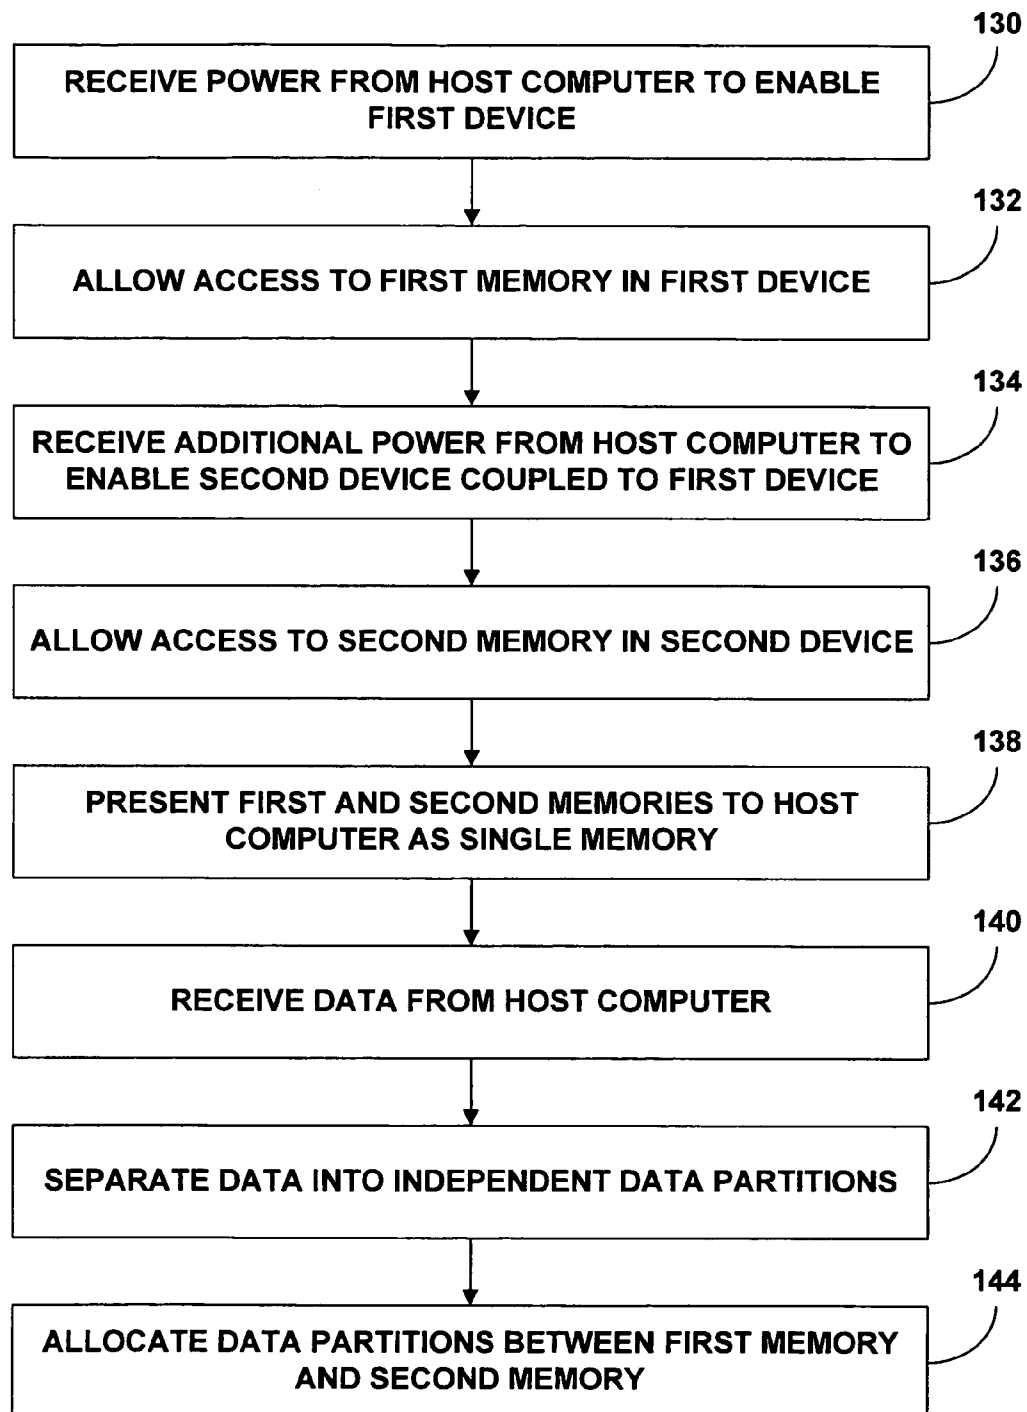 130
RECEIVE POWER FROM HOST COMPUTER TO ENABLE
FIRST DEVICE
132
ALLOW ACCESS TO FIRST MEMORY IN FIRST DEVICE
134
RECEIVE ADDITIONAL POWER FROM HOST COMPUTER TO
ENABLE SECOND DEVICE COUPLED TO FIRST DEVICE
136
ALLOW ACCESS TO SECOND MEMORY IN SECOND DEVICE
138
PRESENT FIRST AND SECOND MEMORIES TO HOST
COMPUTER AS SINGLE MEMORY
140
RECEIVE DATA FROM HOST COMPUTER
142
SEPARATE DATA INTO INDEPENDENT DATA PARTITIONS
144
ALLOCATE DATA PARTITIONS BETWEEN FIRST MEMORY
AND SECOND MEMORY